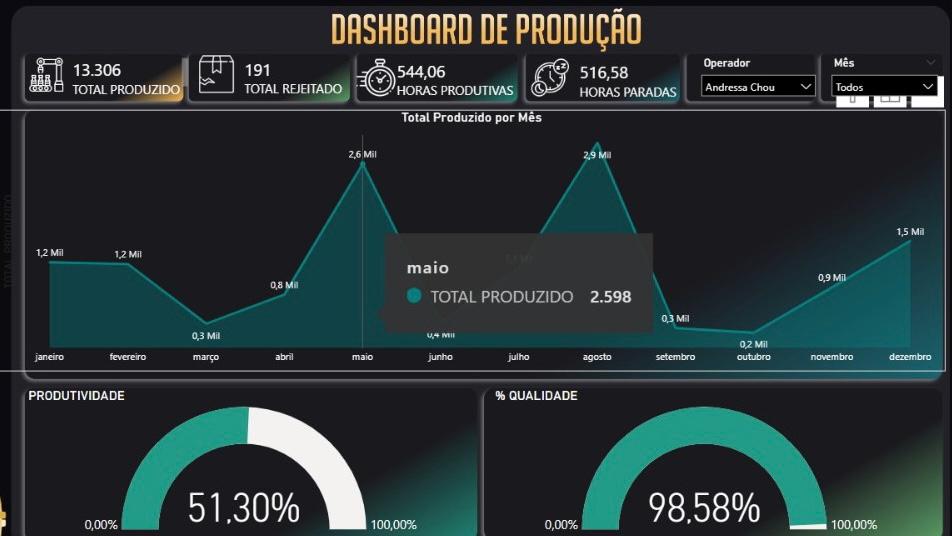 DASHBOARD DE PRODUÇÃO
13.306
TOTAL PRODUZIDO
191
TOTAL REJEITADO
544,06
HORAS PRODUTIVAS
516,58
HORAS PARADAS
Operador
Andressa Chou
Mês
Todos
Total Produzido por Mês
TOTAL PRODUZIDO
2,9 Mil
2,6 Mil
1,5 Mil
1,2 Mil
1,2 Mil
0,9 Mil
0,8 Mil
maio
TOTAL PRODUZIDO 2.598
0,3 Mil
0,3 Mil
0,4 Mil
0,2 Mil
janeiro fevereiro março abril maio junho julho agosto setembro outubro novembro dezembro
PRODUTIVIDADE
51,30%
0,00%
100,00%
% QUALIDADE
98,58%
0,00%
100,00%